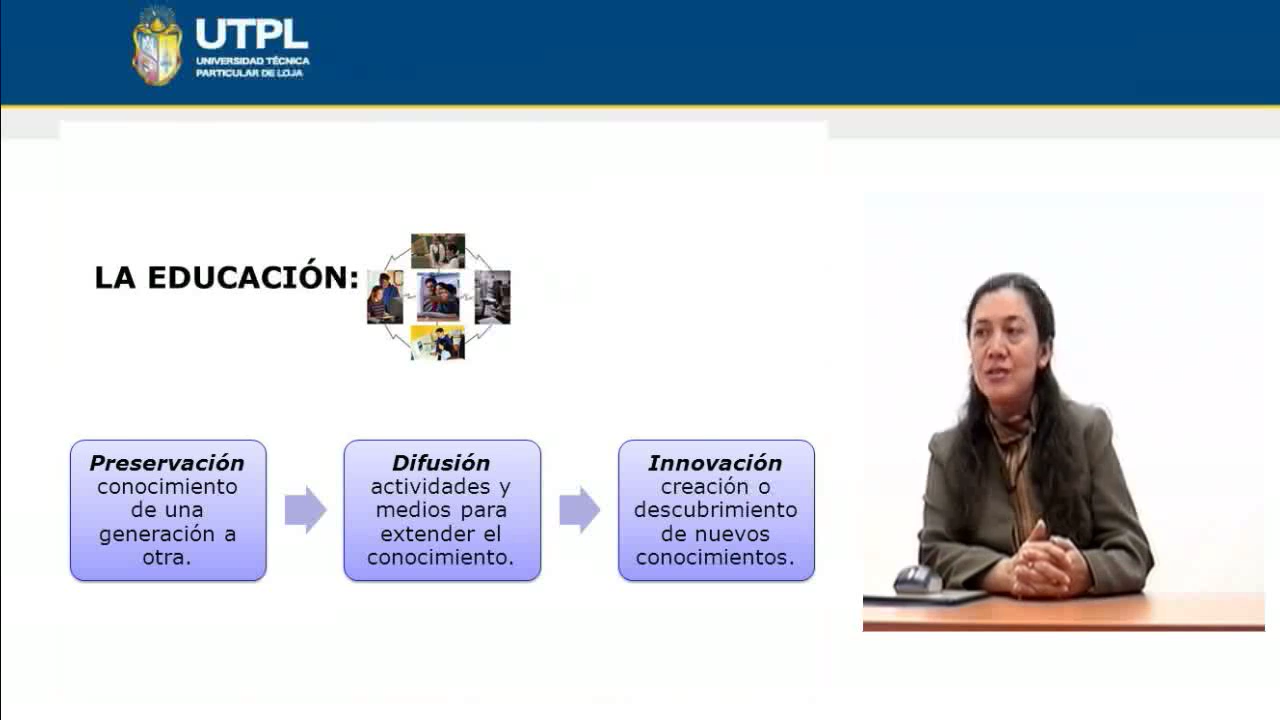 UTPL
UNIVERSIDAD TÉCNICA
PARTICULAR DE LOJA
LA EDUCACIÓN:
Preservación
conocimiento
de una
generación a
otra.
Difusión
actividades y
medios para
extender el
conocimiento.
Innovación
creación o
descubrimiento
de nuevos
conocimientos.